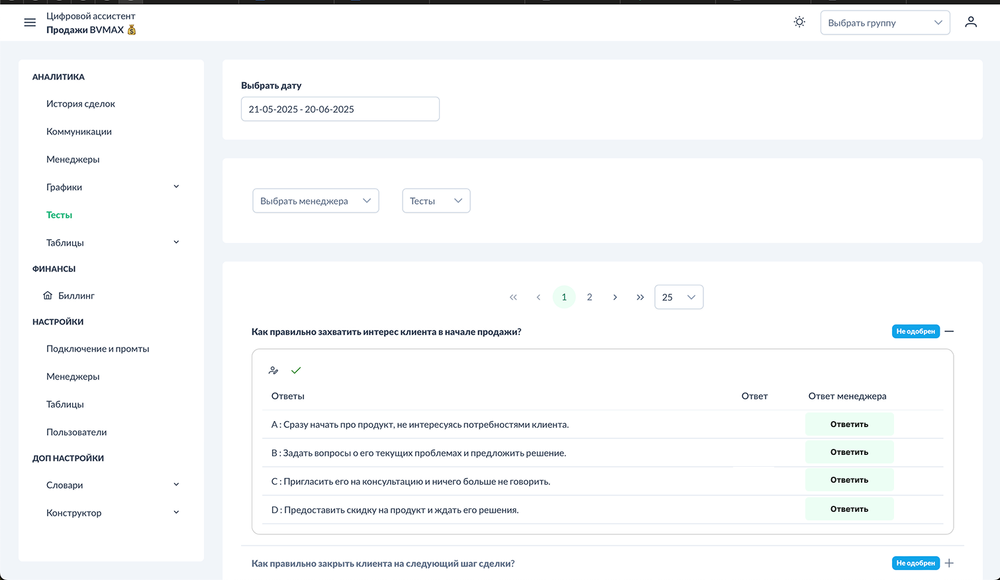 Цифровой ассистент
Продажи BVMAX 💰
Выбрать группу
АНАЛИТИКА
История сделок
Коммуникации
Менеджеры
Графики
Тесты
Таблицы
ФИНАНСЫ
Биллинг
НАСТРОЙКИ
Подключение и промты
Менеджеры
Таблицы
Пользователи
ДОП НАСТРОЙКИ
Словари
Конструктор
Выбрать дату
21-05-2025 - 20-06-2025
Выбрать менеджера
Тесты
1 2 25
Как правильно захватить интерес клиента в начале продажи? Не одобрен
Ответы Ответ Ответ менеджера
A : Сразу начать про продукт, не интересуясь потребностями клиента. Ответить
B : Задать вопросы о его текущих проблемах и предложить решение. Ответить
C : Пригласить его на консультацию и ничего больше не говорить. Ответить
D : Предоставить скидку на продукт и ждать его решения. Ответить
Как правильно закрыть клиента на следующий шаг сделки? Не одобрен